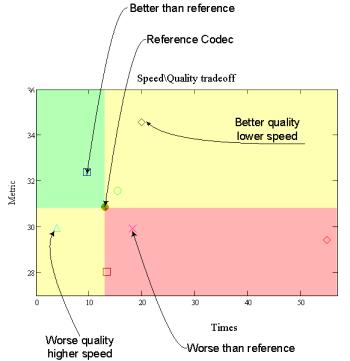 Better than reference
Reference Codec
Speed\Quality tradeoff
36
Better quality
lower speed
34
Metric
32
30
28
0 10 20 30 40 50
Times
Worse quality
higher speed
Worse than reference